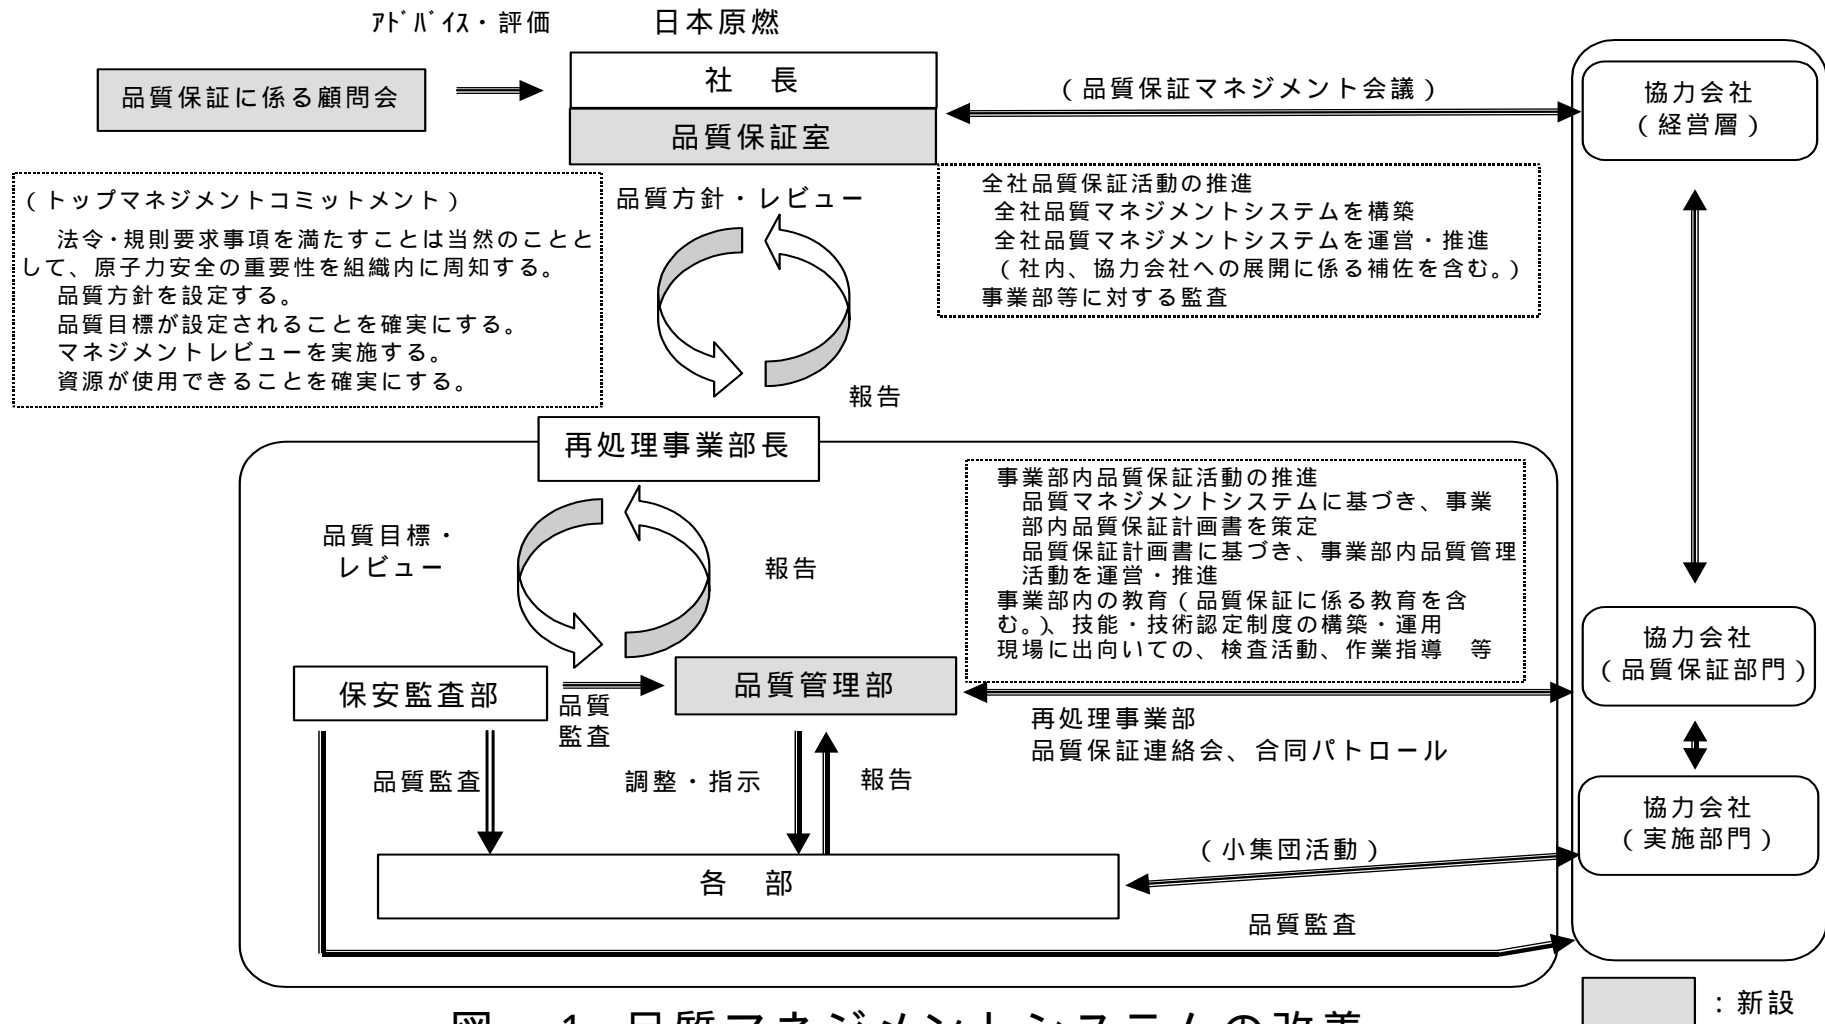 アドバイス・評価
日本原燃
品質保証に係る顧問会
社　長
品質保証室
（品質保証マネジメント会議）
協力会社
（経営層）
（トップマネジメントコミットメント）
法令・規則要求事項を満たすことは当然のことと
して、原子力安全の重要性を組織内に周知する。
品質方針を設定する。
品質目標が設定されることを確実にする。
マネジメントレビューを実施する。
資源が使用できることを確実にする。
品質方針・レビュー
報告
全社品質保証活動の推進
全社品質マネジメントシステムを構築
全社品質マネジメントシステムを運営・推進
（社内、協力会社への展開に係る補佐を含む。）
事業部等に対する監査
再処理事業部長
品質目標・
レビュー
報告
事業部内品質保証活動の推進
品質マネジメントシステムに基づき、事業
部内品質保証計画書を策定
品質保証計画書に基づき、事業部内品質管理
活動を運営・推進
事業部内の教育（品質保証に係る教育を含
む。）、技能・技術認定制度の構築・運用
現場に出向いての、検査活動、作業指導　等
協力会社
（品質保証部門）
保安監査部
品質
監査
品質管理部
再処理事業部
品質保証連絡会、合同パトロール
品質監査
調整・指示
報告
協力会社
（実施部門）
（小集団活動）
各　部
品質監査
：新設
図　-1　品質マネジメントシステムの改善